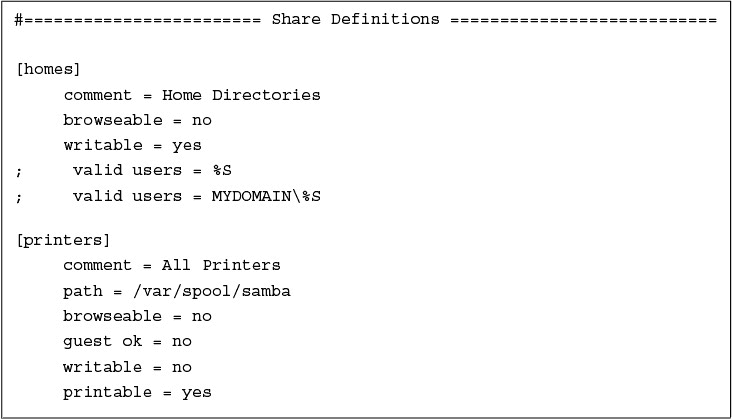 #======================== Share Definitions ===========================
[homes]
comment = Home Directories
browseable = no
writable = yes
; valid users = %S
; valid users = MYDOMAIN\%S
[printers]
comment = All Printers
path = /var/spool/samba
browseable = no
guest ok = no
writable = no
printable = yes